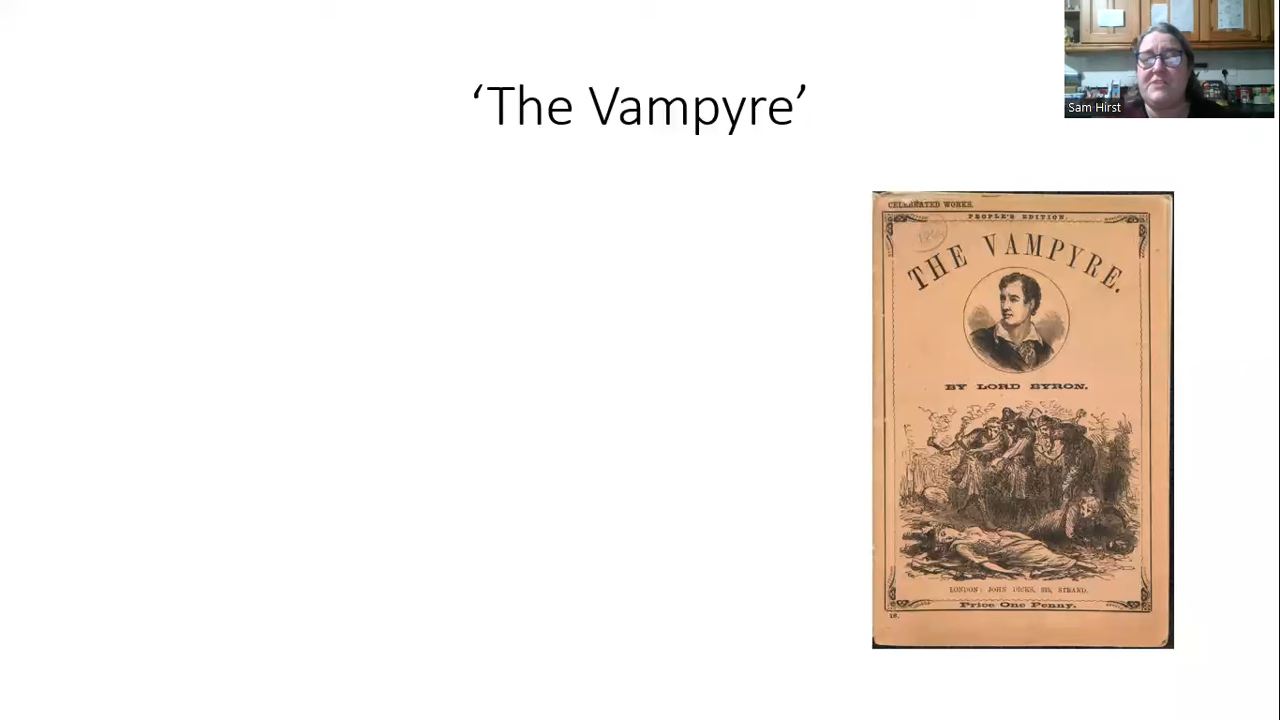 ‘The Vampyre’
Sam Hirst
CELEBRATED WORKS.
PEOPLE'S EDITION.
THE VAMPYRE.
BY LORD BYRON.
LONDON: JOHN DICKS, 313, STRAND.
Price One Penny.